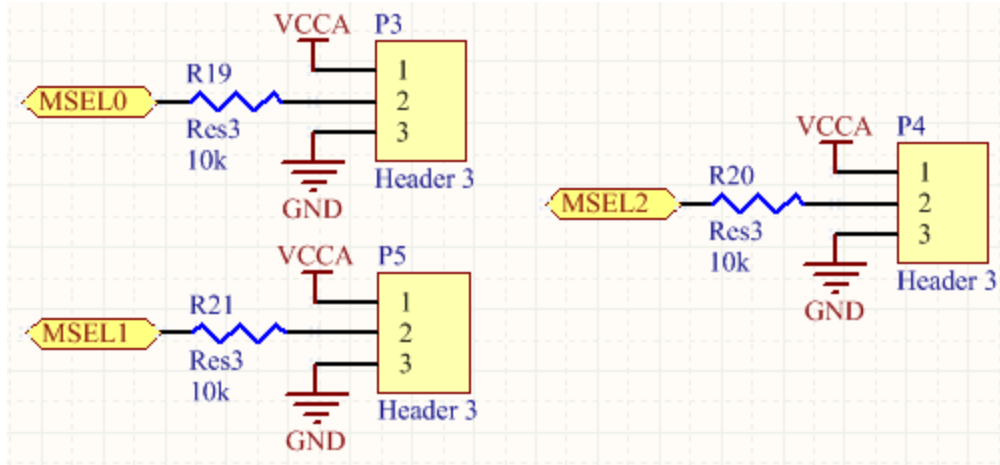 VCCA
P3
R19
1
MSEL0
2
Res3
3
10k
Header 3
GND
VCCA
P4
1
R20
MSEL2
2
Res3
3
10k
Header 3
GND
VCCA
P5
R21
1
MSEL1
2
Res3
3
10k
Header 3
GND